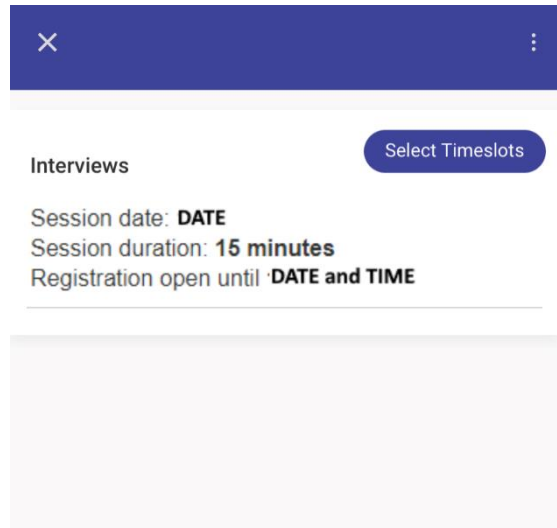 Select Timeslots
Interviews
Session date: DATE
Session duration: 15 minutes
Registration open until DATE and TIME